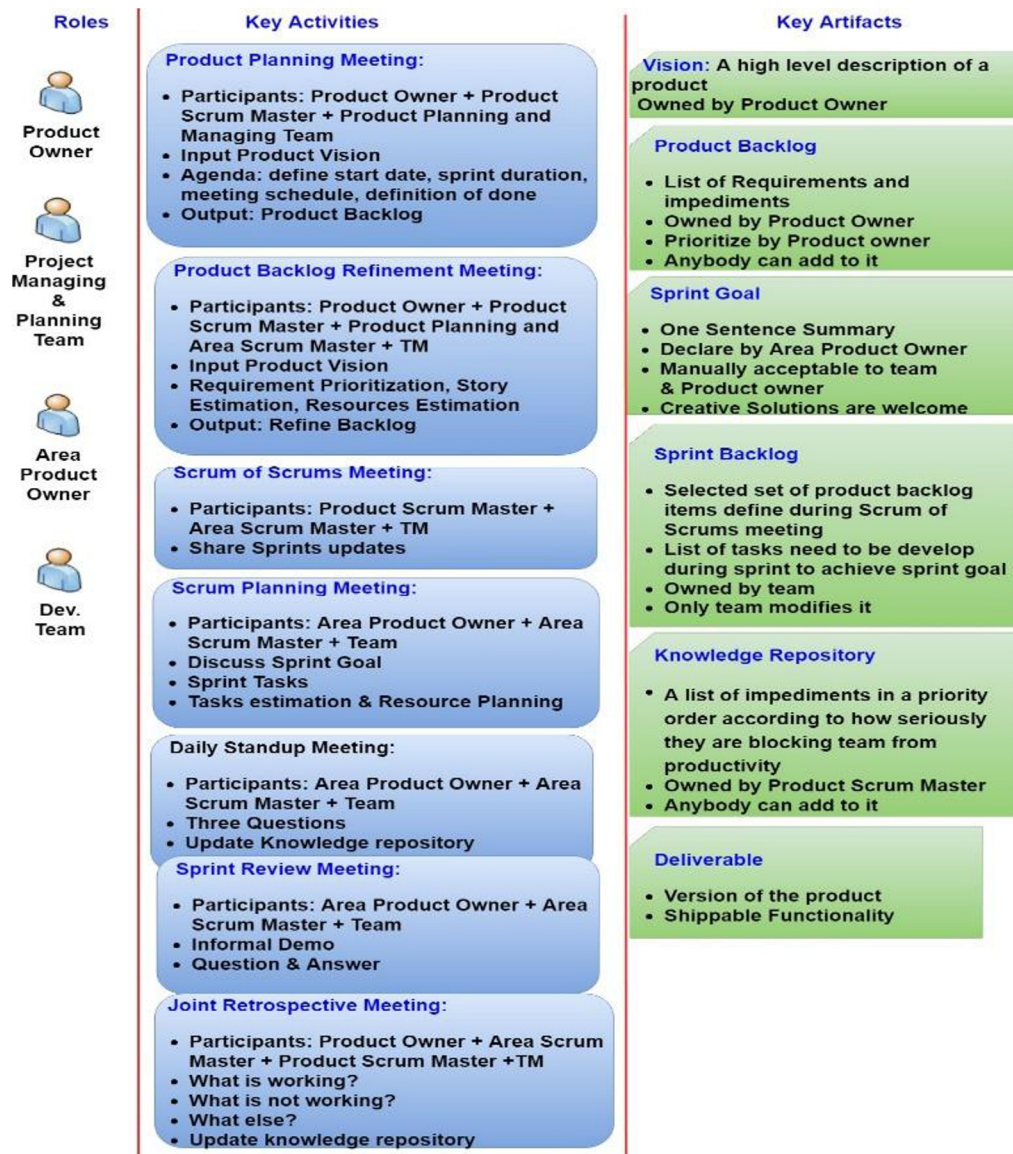 Roles
Key Activities
Key Artifacts
Product
Owner
Project
Managing
&
Planning
Team
Area
Product
Owner
Dev.
Team
Product Planning Meeting:
• Participants: Product Owner + Product
Scrum Master + Product Planning and
Managing Team
• Input Product Vision
• Agenda: define start date, sprint duration,
meeting schedule, definition of done
• Output: Product Backlog
Product Backlog Refinement Meeting:
• Participants: Product Owner + Product
Scrum Master + Product Planning and
Area Scrum Master + TM
• Input Product Vision
• Requirement Prioritization, Story
Estimation, Resources Estimation
• Output: Refine Backlog
Scrum of Scrums Meeting:
• Participants: Product Scrum Master +
Area Scrum Master + TM
• Share Sprints updates
Scrum Planning Meeting:
• Participants: Area Product Owner + Area
Scrum Master + Team
• Discuss Sprint Goal
• Sprint Tasks
• Tasks estimation & Resource Planning
Daily Standup Meeting:
• Participants: Area Product Owner + Area
Scrum Master + Team
• Three Questions
• Update Knowledge repository
Sprint Review Meeting:
• Participants: Area Product Owner + Area
Scrum Master + Team
• Informal Demo
• Question & Answer
Joint Retrospective Meeting:
• Participants: Product Owner + Area Scrum
Master + Product Scrum Master +TM
• What is working?
• What is not working?
• What else?
• Update knowledge repository
Vision: A high level description of a
product
Owned by Product Owner
Product Backlog
• List of Requirements and
impediments
• Owned by Product Owner
• Prioritize by Product owner
• Anybody can add to it
Sprint Goal
• One Sentence Summary
• Declare by Area Product Owner
• Manually acceptable to team
& Product owner
• Creative Solutions are welcome
Sprint Backlog
• Selected set of product backlog
items define during Scrum of
Scrums meeting
• List of tasks need to be develop
during sprint to achieve sprint goal
• Owned by team
• Only team modifies it
Knowledge Repository
• A list of impediments in a priority
order according to how seriously
they are blocking team from
productivity
• Owned by Product Scrum Master
• Anybody can add to it
Deliverable
• Version of the product
• Shippable Functionality